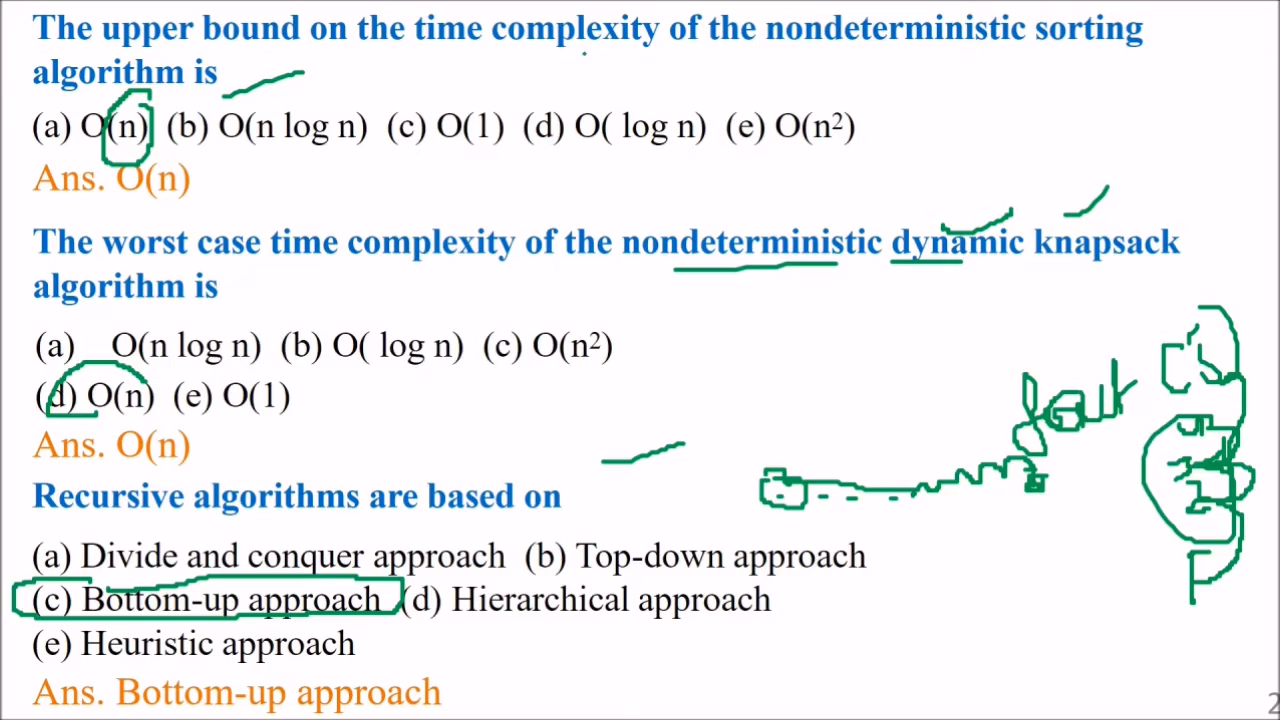 The upper bound on the time complexity of the nondeterministic sorting
algorithm is
(a) O(n) (b) O(n log n) (c) O(1) (d) O( log n) (e) O(n²)
Ans. O(n)
The worst case time complexity of the nondeterministic dynamic knapsack
algorithm is
(a) O(n log n) (b) O( log n) (c) O(n²)
(d) O(n) (e) O(1)
Ans. O(n)
Recursive algorithms are based on
(a) Divide and conquer approach (b) Top-down approach
(c) Bottom-up approach (d) Hierarchical approach
(e) Heuristic approach
Ans. Bottom-up approach
2